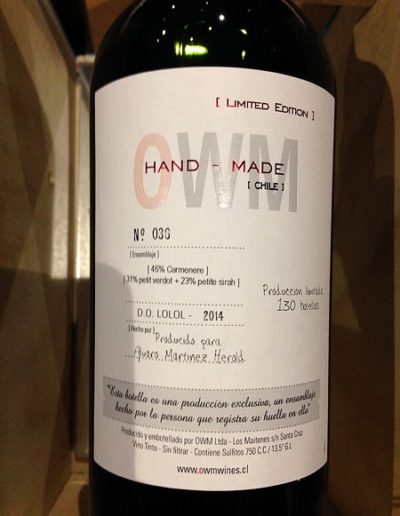 [ Limited Edition ]
OWM
HAND - MADE
[ CHILE ]
Nº 036
[ Ensamblaje ]
[ 46% Carmenere ]
[ 31% petit verdot + 23% petite sirah ]
Producción limitada
130 botellas
D.O. LOLOL - 2014
[ Hecho por ]
Producido para
Alvaro Martinez Herold
"Esta botella es una producción exclusiva, un ensamblaje
hecho por la persona que registra su huella en ella"
Producido y embotellado por OWM Ltda - Los Maitenes s/n Santa Cruz
Vino Tinto - Sin filtrar - Contiene Sulfitos 750 C.C / 13.5° G.L
www.owmwines.cl